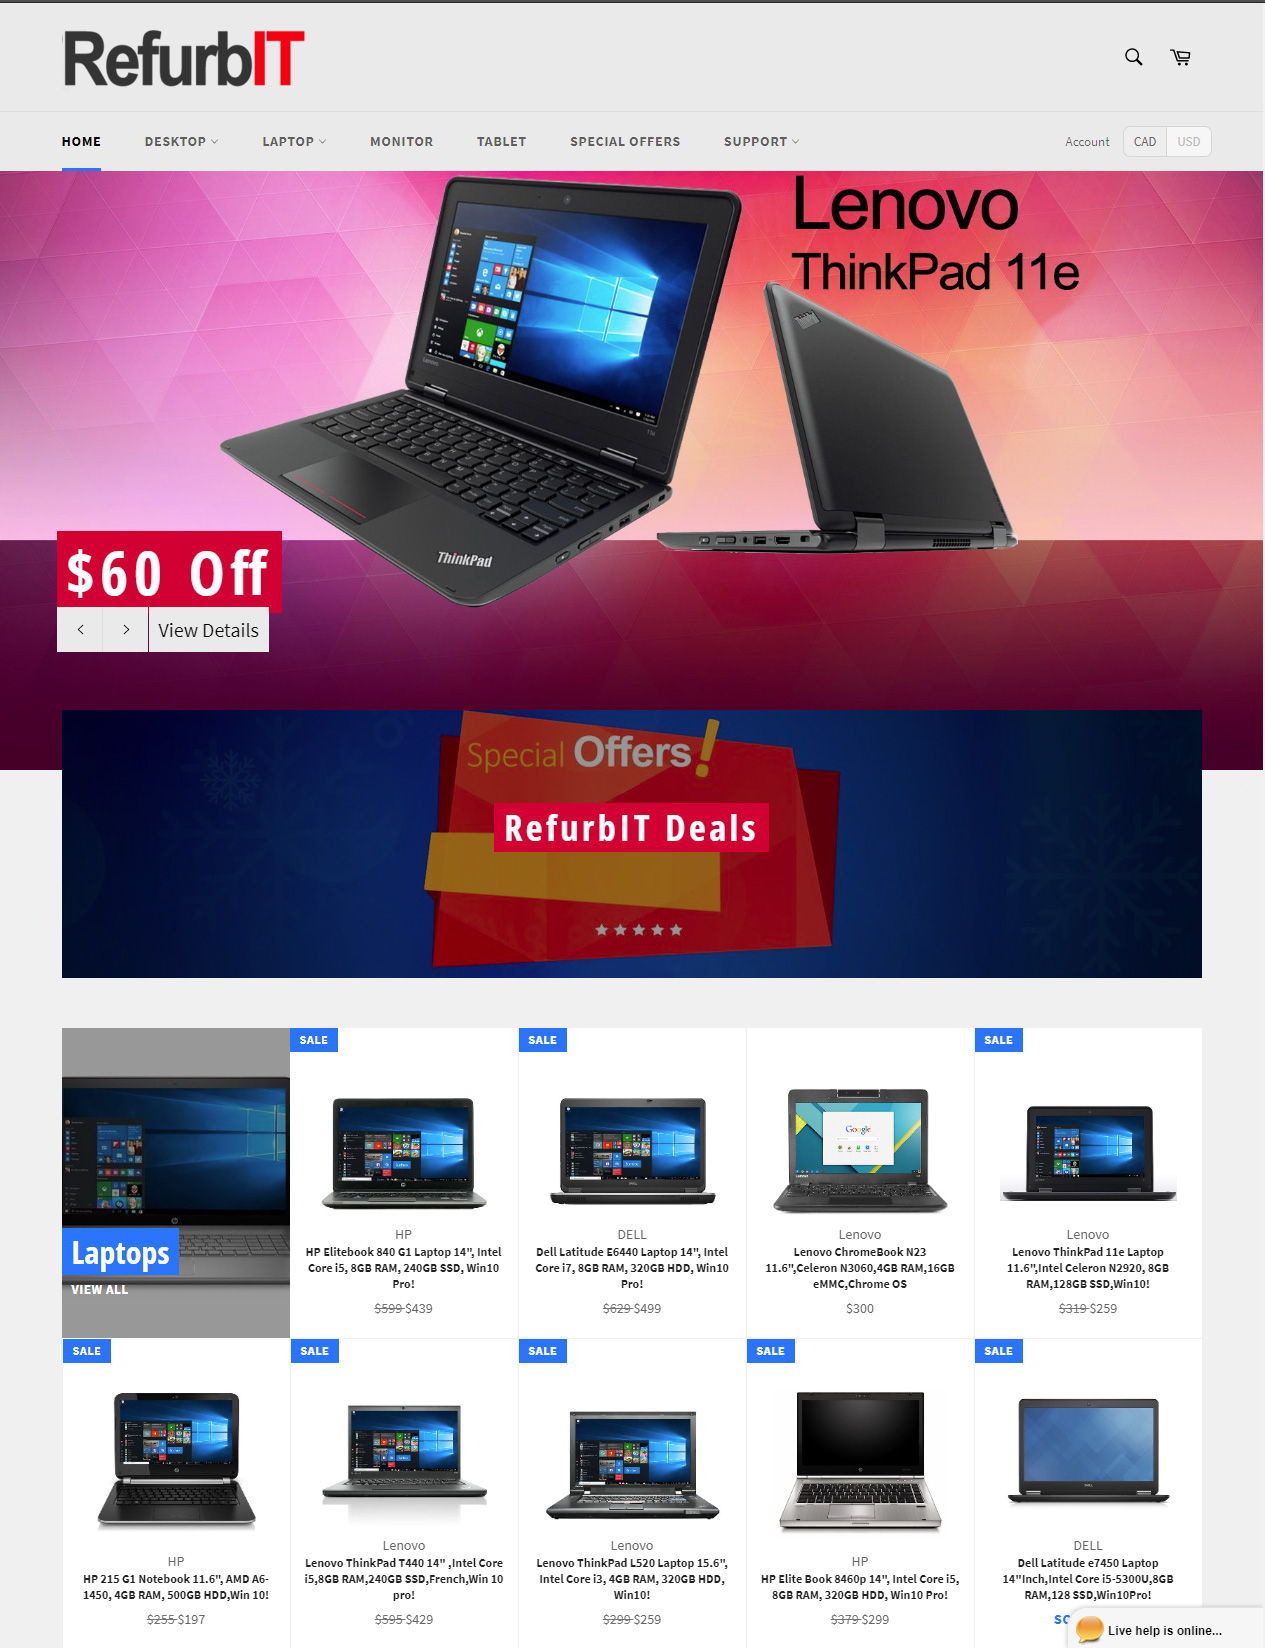 RefurbIT
HOME DESKTOP LAPTOP MONITOR TABLET SPECIAL OFFERS SUPPORT Account CAD USD
Lenovo
ThinkPad 11e
ThinkPad
$60 Off
View Details
Special Offers!
RefurbIT Deals
SALE SALE SALE
Google
Laptops
VIEW ALL
HP
HP Elitebook 840 G1 Laptop 14", Intel
Core i5, 8GB RAM, 240GB SSD, Win10
Pro!
$599 $439
DELL
Dell Latitude E6440 Laptop 14", Intel
Core i7, 8GB RAM, 320GB HDD, Win10
Pro!
$629 $499
Lenovo
Lenovo ChromeBook N23
11.6",Celeron N3060,4GB RAM,16GB
eMMC,Chrome OS
$300
Lenovo
Lenovo ThinkPad 11e Laptop
11.6",Intel Celeron N2920, 8GB
RAM,128GB SSD,Win10!
$319 $259
SALE SALE SALE SALE SALE
HP
HP 215 G1 Notebook 11.6", AMD A6-
1450, 4GB RAM, 500GB HDD,Win 10!
$255 $197
Lenovo
Lenovo ThinkPad T440 14" ,Intel Core
i5,8GB RAM,240GB SSD,French,Win 10
pro!
$595 $429
Lenovo
Lenovo ThinkPad L520 Laptop 15.6",
Intel Core i3, 4GB RAM, 320GB HDD,
Win10!
$299 $259
HP
HP Elite Book 8460p 14", Intel Core i5,
8GB RAM, 320GB HDD, Win10 Pro!
$379 $299
DELL
Dell Latitude e7450 Laptop
14"Inch,Intel Core i5-5300U,8GB
RAM,128 SSD,Win10Pro!
Live help is online...